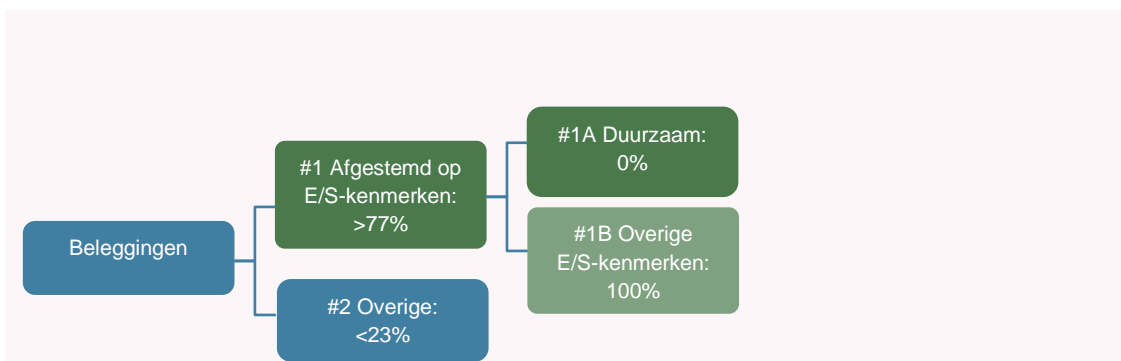 Beleggingen
#1 Afgestemd op
E/S-kenmerken:
>77%
#2 Overige:
<23%
#1A Duurzaam:
0%
#1B Overige
E/S-kenmerken:
100%